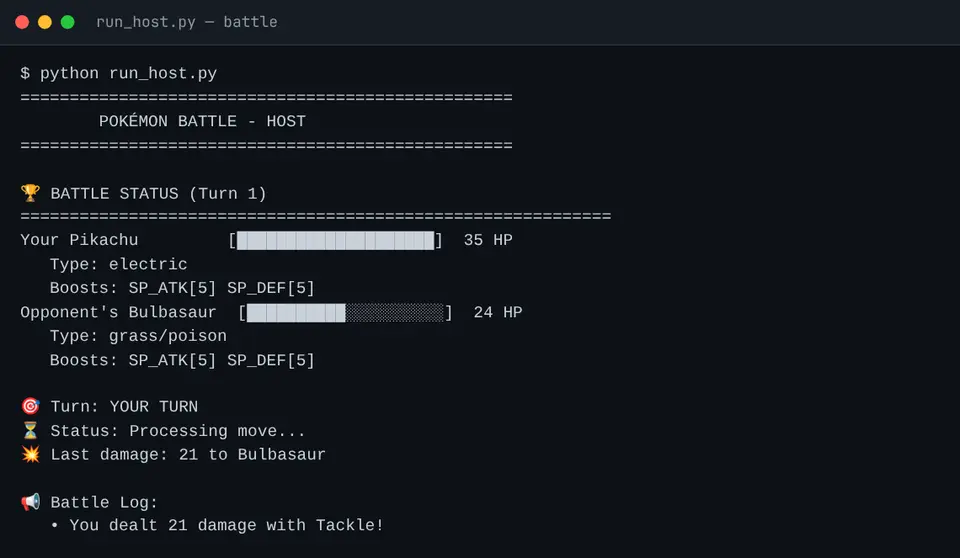 run_host.py — battle
$ python run_host.py
==================================================
POKÉMON BATTLE - HOST
==================================================
🏆 BATTLE STATUS (Turn 1)
============================================================
Your Pikachu [████████████████████] 35 HP
Type: electric
Boosts: SP_ATK[5] SP_DEF[5]
Opponent's Bulbasaur [██████████░░░░░░░░░░] 24 HP
Type: grass/poison
Boosts: SP_ATK[5] SP_DEF[5]
🎯 Turn: YOUR TURN
⏳ Status: Processing move...
💥 Last damage: 21 to Bulbasaur
📢 Battle Log:
• You dealt 21 damage with Tackle!